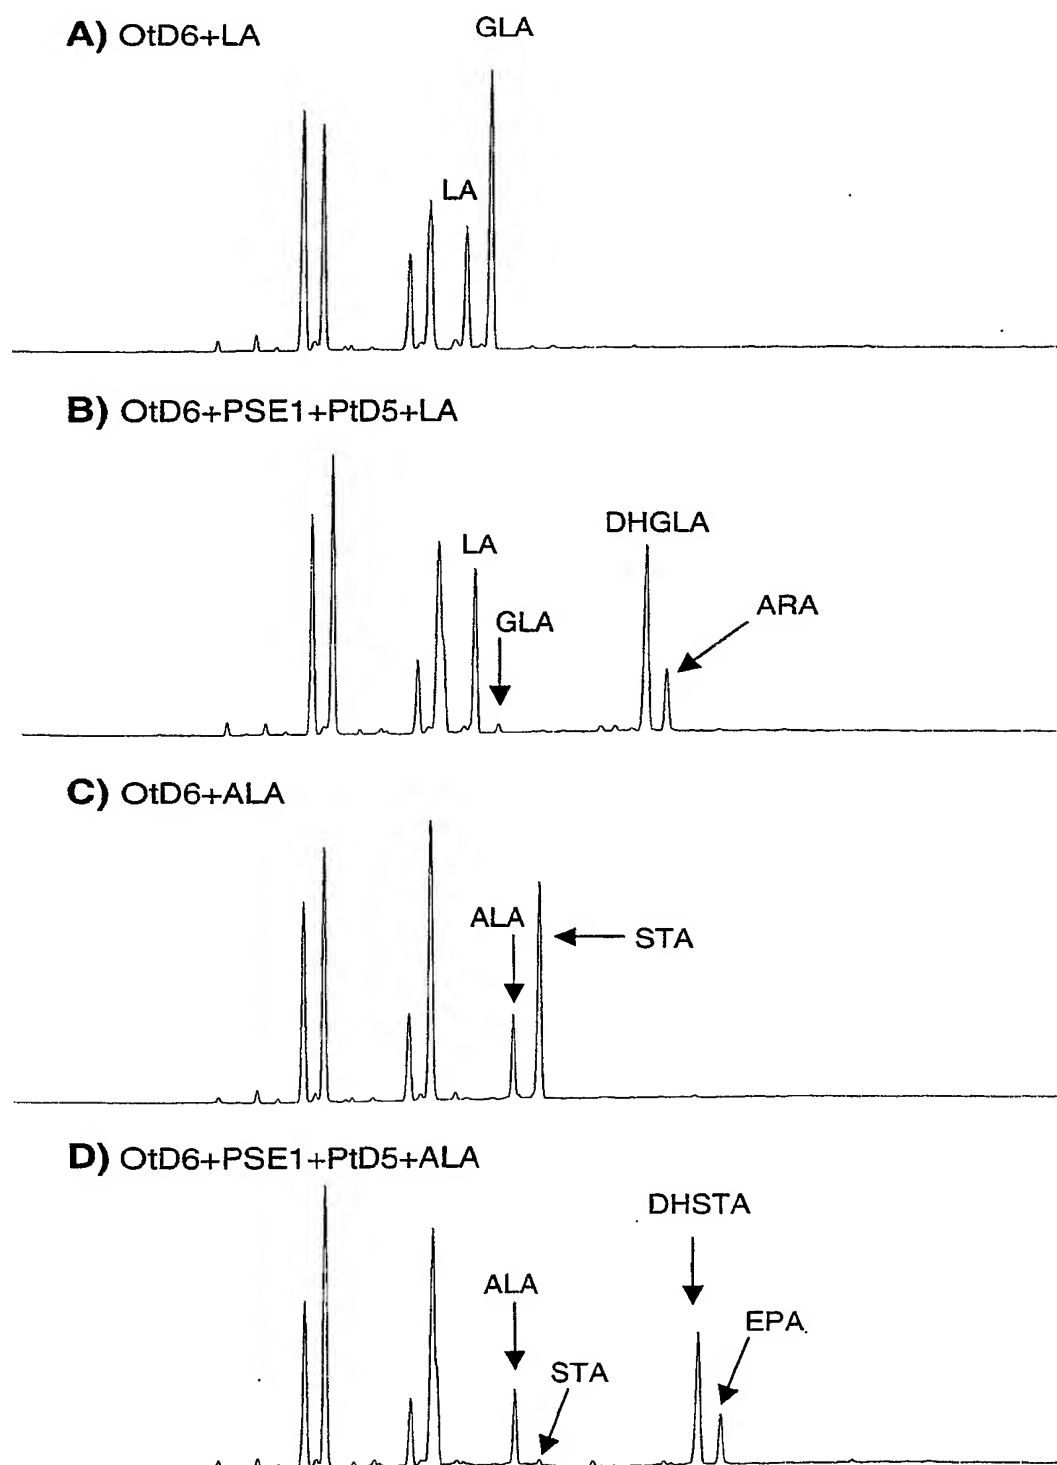 A) OtD6+LA
GLA
LA
B) OtD6+PSE1+PtD5+LA
DHGLA
LA
ARA
GLA
C) OtD6+ALA
ALA
STA
D) OtD6+PSE1+PtD5+ALA
DHSTA
ALA
EPA
STA